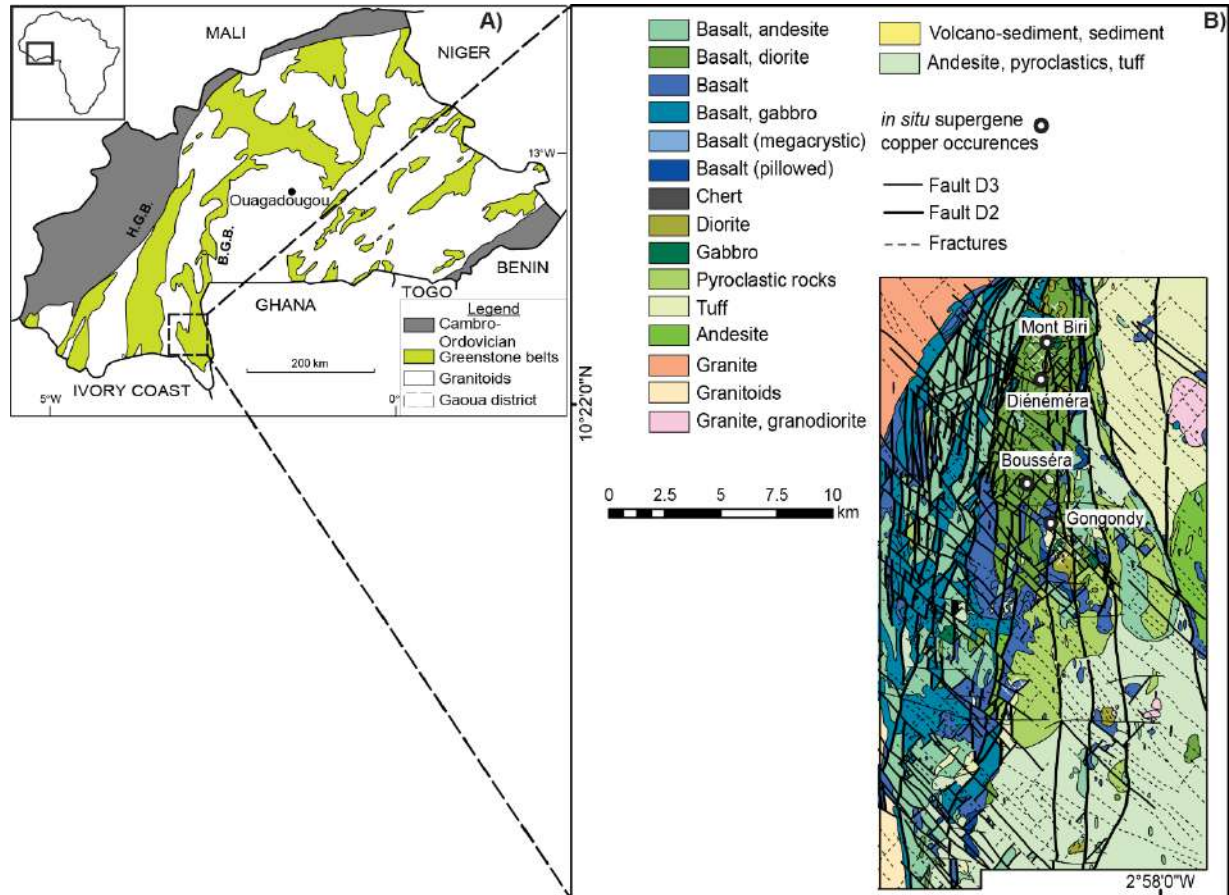 A)
MALI
NIGER
13°W
Ouagadougou
H.G.B.
B.G.B.
BENIN
GHANA
TOGO
IVORY COAST
Legend
Cambro-
Ordovician
Greenstone belts
Granitoids
Gaoua district
200 km
5°W
0°
B)
Basalt, andesite
Basalt, diorite
Basalt
Basalt, gabbro
Basalt (megacrystic)
Basalt (pillowed)
Chert
Diorite
Gabbro
Pyroclastic rocks
Tuff
Andesite
Granite
Granitoids
Granite, granodiorite
Volcano-sediment, sediment
Andesite, pyroclastics, tuff
in situ supergene
copper occurences
Fault D3
Fault D2
Fractures
0 2.5 5 7.5 10
km
10°22'0"N
Mont Biri
Diénéméra
Bousséra
Gongondy
2°58'0"W